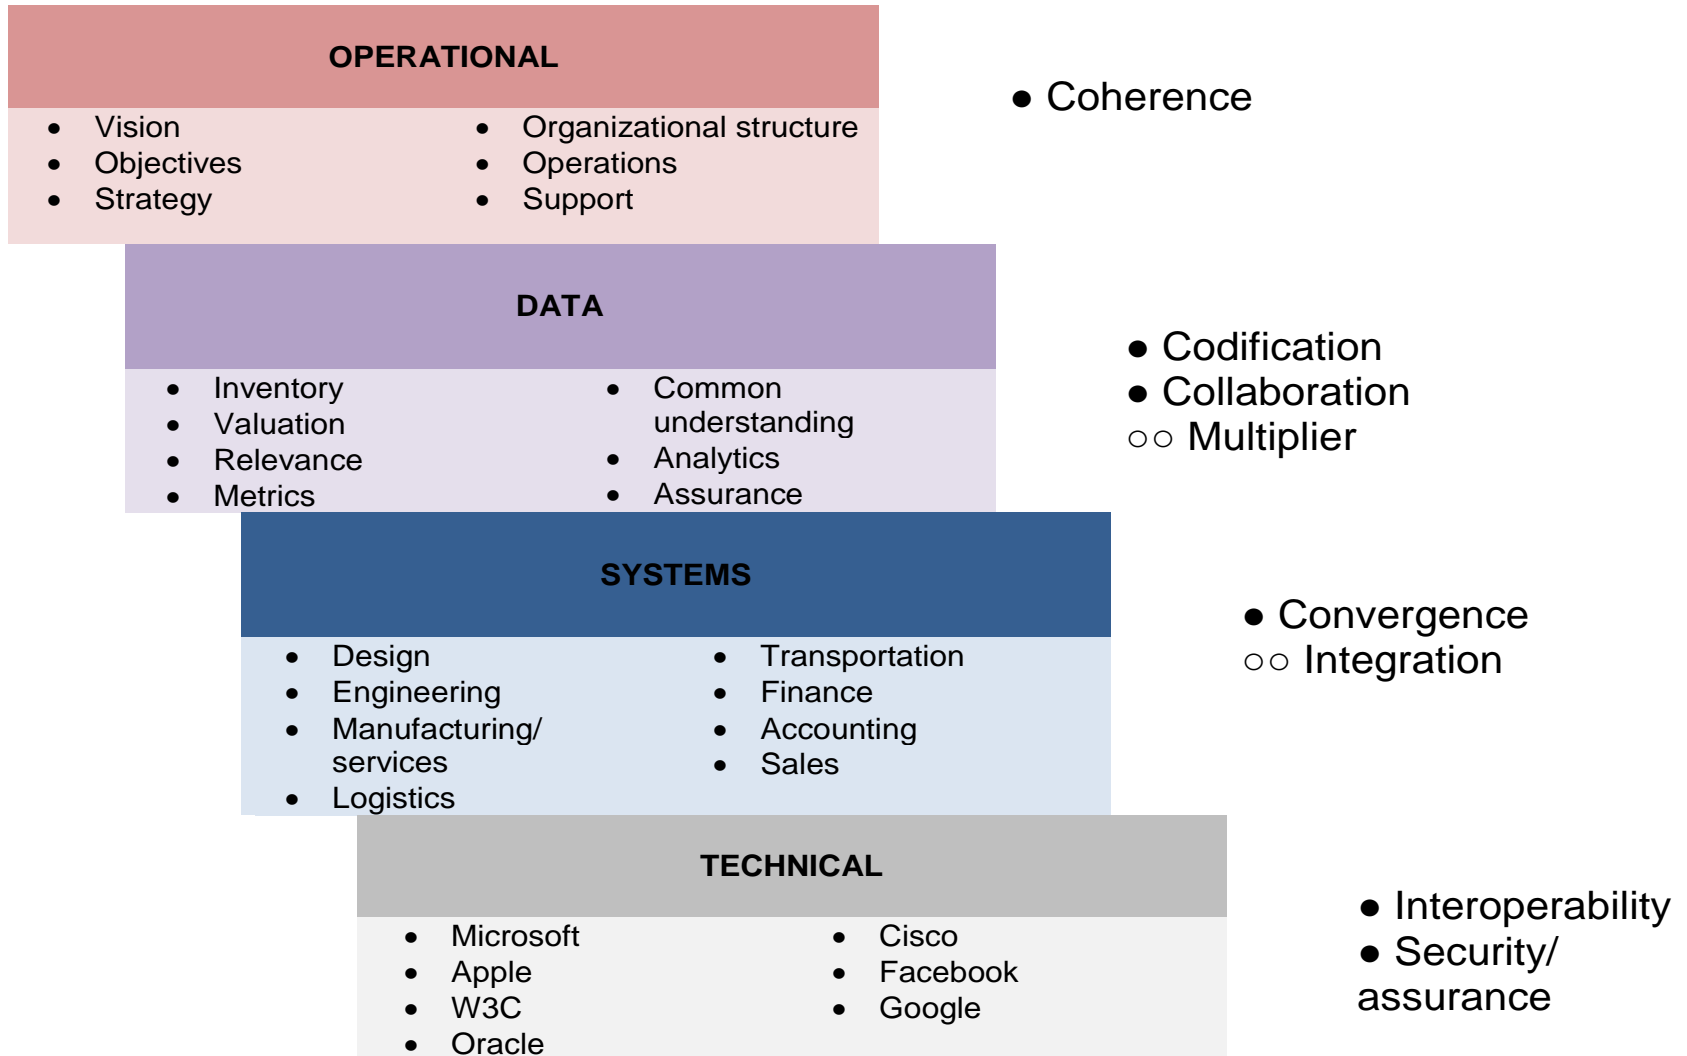 OPERATIONAL
• Vision
• Objectives
• Strategy
• Organizational structure
• Operations
• Support
● Coherence
DATA
• Inventory
• Valuation
• Relevance
• Metrics
• Common
understanding
• Analytics
• Assurance
● Codification
● Collaboration
○○ Multiplier
SYSTEMS
• Design
• Engineering
• Manufacturing/
services
• Logistics
• Transportation
• Finance
• Accounting
• Sales
● Convergence
○○ Integration
TECHNICAL
• Microsoft
• Apple
• W3C
• Oracle
• Cisco
• Facebook
• Google
● Interoperability
● Security/
assurance